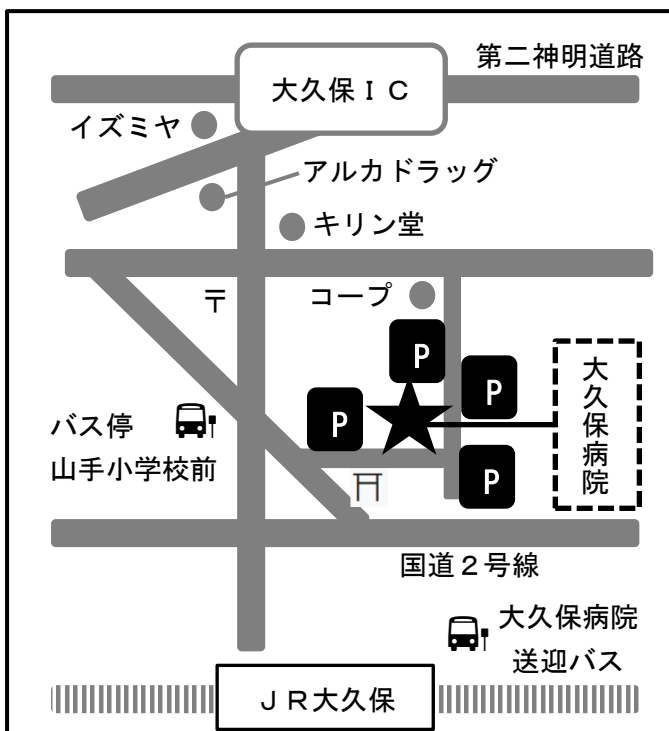 第二神明道路
大久保ＩＣ
イズミヤ
アルカドラッグ
キリン堂
〒
コープ
P
P
P
大久保病院
バス停
山手小学校前
P
国道２号線
大久保病院
送迎バス
ＪＲ大久保